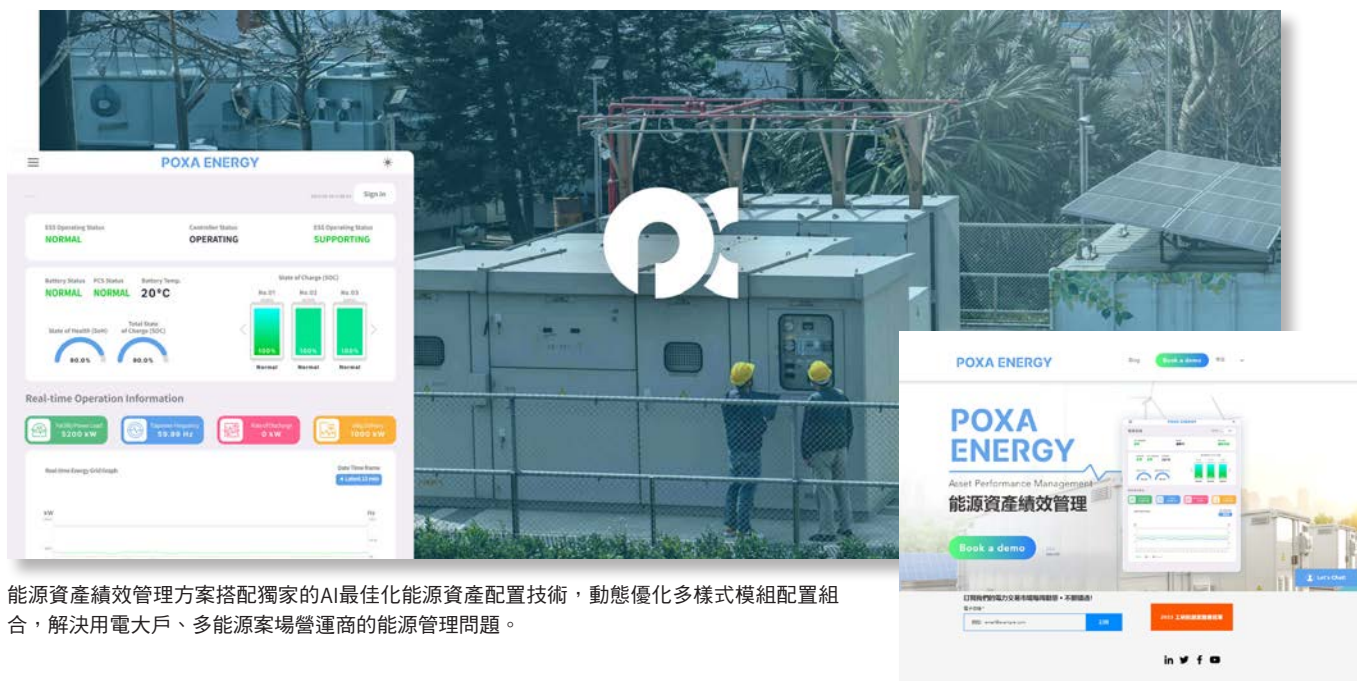 POXA ENERGY
Sign in
ESS Operating Status
NORMAL
Controller Status
OPERATING
ESS Operating Status
SUPPORTING
Battery Status
NORMAL
PCS Status
NORMAL
Battery Temp.
20°C
State of Charge (SOC)
No.01 No.02 No.03
100% 100% 100%
Normal Normal Normal
State of Health (SoH)
90.0%
Total State
of Charge (SOC)
90.0%
Real-time Operation Information
5200 kW
59.99 Hz
0 kW
1000 kW
Real-time Energy Grid Graph
Date Time Frame
kW
Hz
POXA ENERGY
Blog
Book a demo
POXA
ENERGY
Asset Performance Management
能源資產績效管理
Book a demo
Let's Chat!
訂閱
能源資產績效管理方案搭配獨家的AI最佳化能源資產配置技術，動態優化多樣式模組配置組
合，解決用電大戶、多能源案場營運商的能源管理問題。